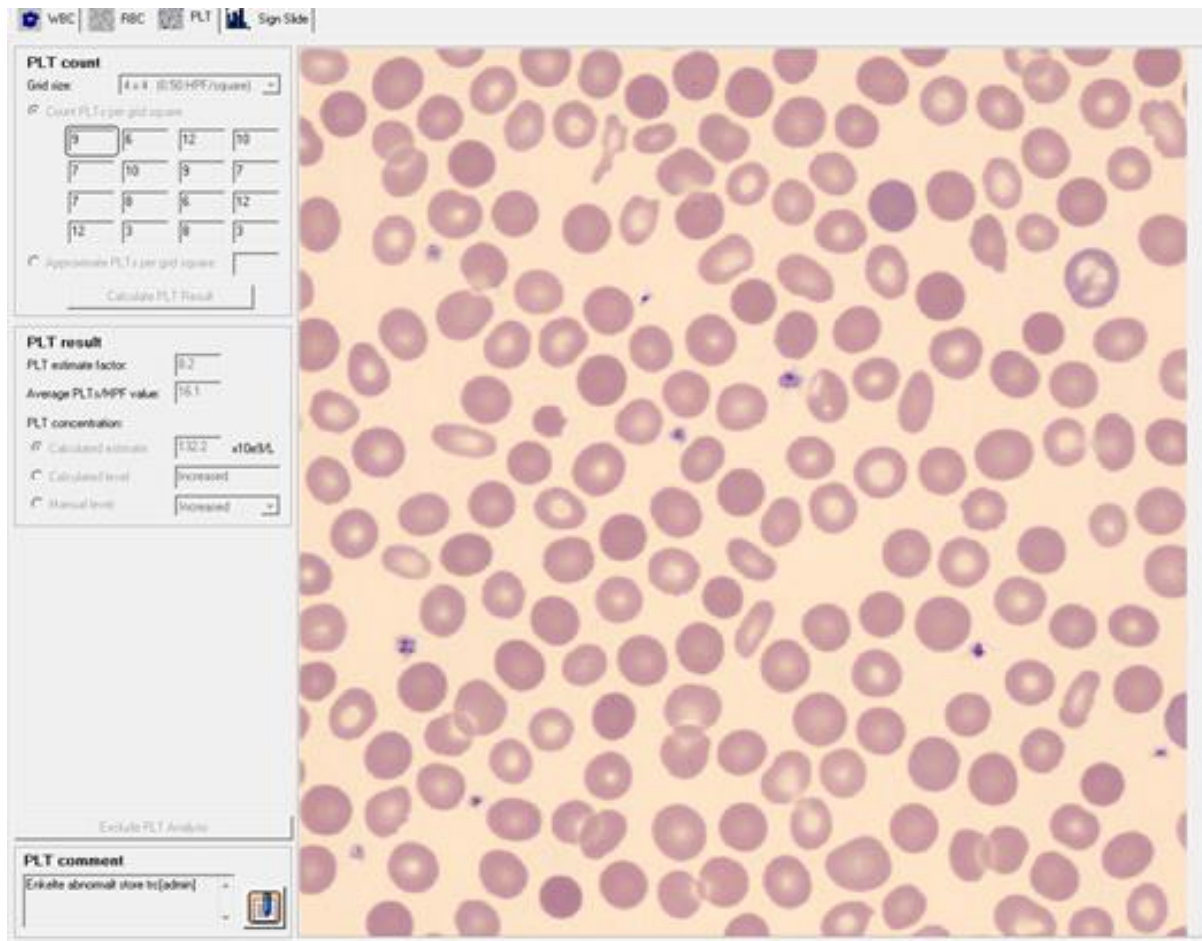 WBC RBC PLT Sign Slide
PLT count
Grid size: 4 x 4 (0.56 HPF/square)
Count PLTs per grid square
9 6 12 10
7 10 9 7
7 8 6 12
12 3 8 3
Approximate PLTs per grid square
Calculate PLT Result
PLT result
PLT estimate factor: 8.2
Average PLTs/HPF value: 16.1
PLT concentration:
Calculated estimate: 132.2 x10e9/L
Calculated level: Increased
Manual level: Increased
Exclude PLT Analysis
PLT comment
Enkelte abnormalt store tc[admin]